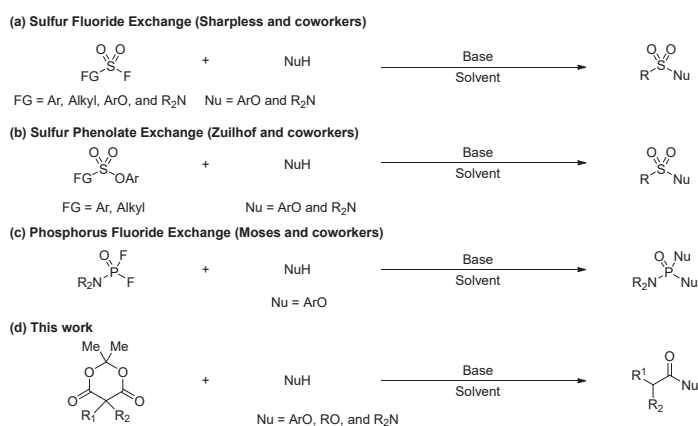 (a) Sulfur Fluoride Exchange (Sharpless and coworkers)
O O
S
FG F
+
NuH
Base
Solvent
O O
S
R Nu
FG = Ar, Alkyl, ArO, and R2N Nu = ArO and R2N
(b) Sulfur Phenolate Exchange (Zuilhof and coworkers)
O O
S
FG OAr
+
NuH
Base
Solvent
O O
S
R Nu
FG = Ar, Alkyl Nu = ArO and R2N
(c) Phosphorus Fluoride Exchange (Moses and coworkers)
O F
P
R2N F
+
NuH
Base
Solvent
O Nu
P
R2N Nu
Nu = ArO
(d) This work
Me Me
O O
O O
R1 R2
+
NuH
Base
Solvent
O
R1 Nu
R2
Nu = ArO, RO, and R2N